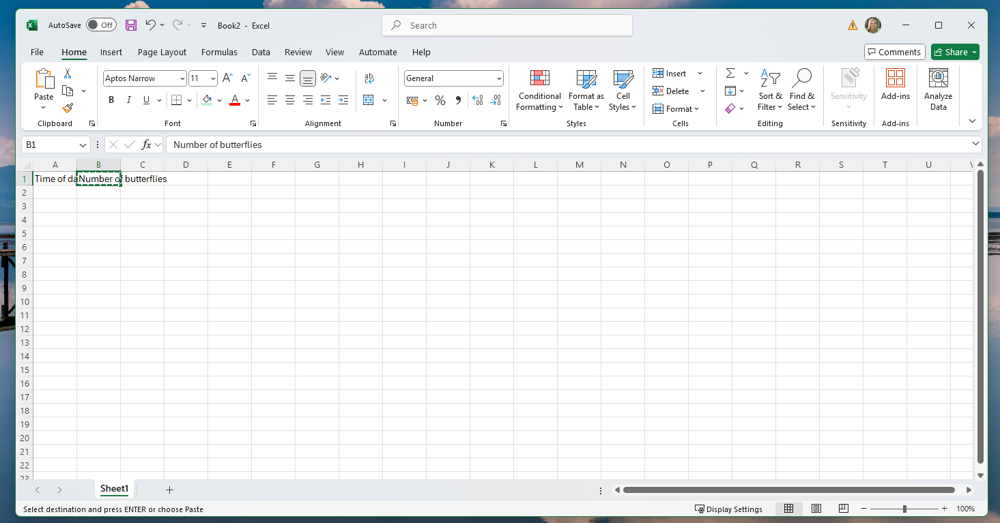 AutoSave Off Book2 - Excel Search
File Home Insert Page Layout Formulas Data Review View Automate Help Comments Share
Paste
Clipboard
Aptos Narrow 11
B I U
Font
ab
Alignment
General
Number
Conditional Formatting
Format as Table
Cell Styles
Styles
Insert
Delete
Format
Cells
Sort & Filter
Find & Select
Editing
Sensitivity
Sensitivity
Add-ins
Add-ins
Analyze Data
B1 fx Number of butterflies
A B C D E F G H I J K L M N O P Q R S T U
1 Time of da Number of butterflies
2
3
4
5
6
7
8
9
10
11
12
13
14
15
16
17
18
19
20
21
22
23
Sheet1
Select destination and press ENTER or choose Paste Display Settings 100%